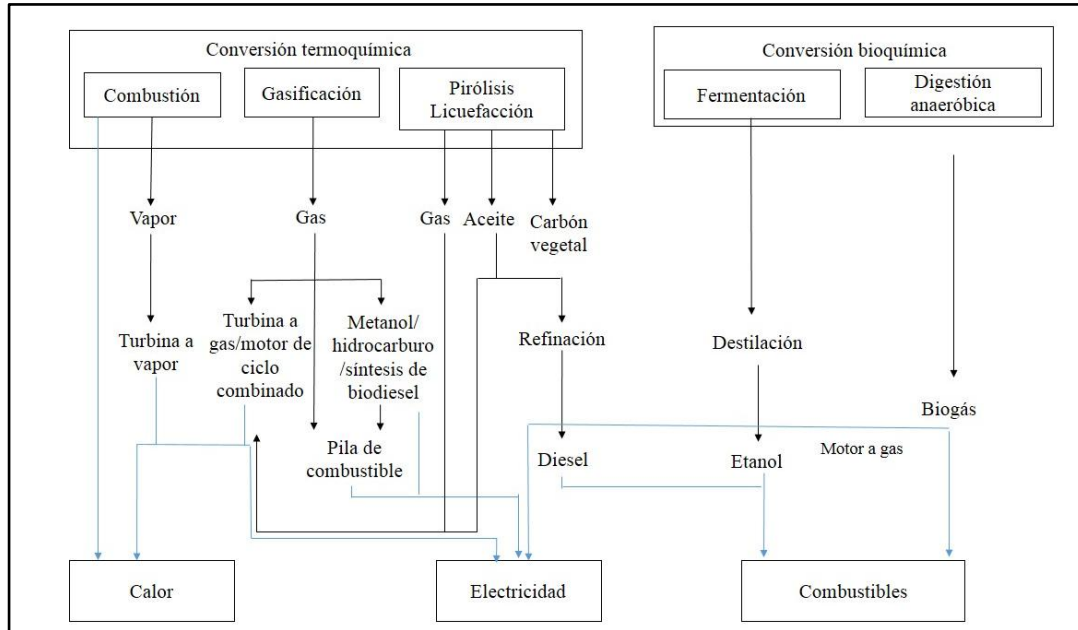 Conversión termoquímica
Combustión
Gasificación
Pirólisis
Licuefacción
Conversión bioquímica
Fermentación
Digestión
anaeróbica
Vapor
Gas
Gas
Aceite
Carbón
vegetal
Turbina a
vapor
Turbina a
gas/motor de
ciclo
combinado
Metanol/
hidrocarburo
/síntesis de
biodiesel
Refinación
Destilación
Biogás
Pila de
combustible
Diesel
Etanol
Motor a gas
Calor
Electricidad
Combustibles